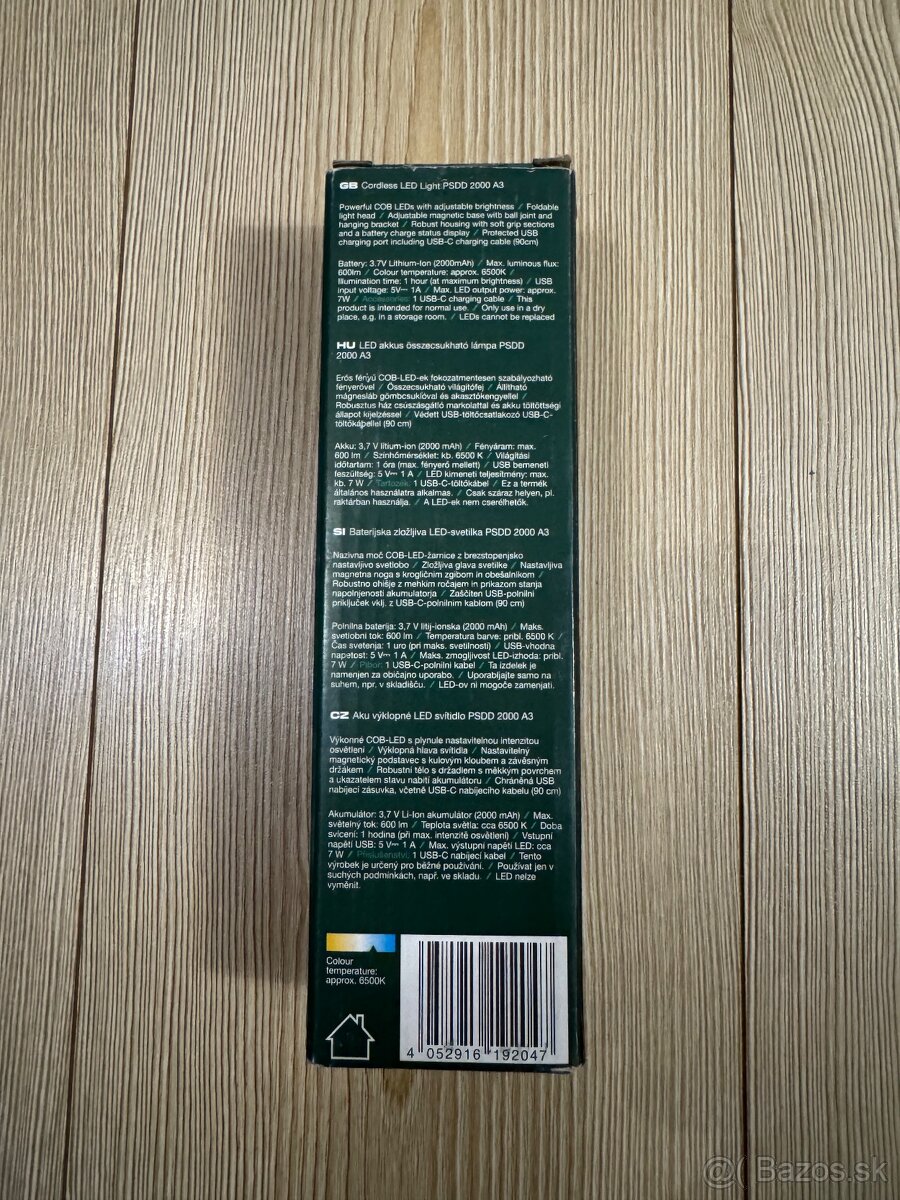 GB Cordless LED Light PSDD 2000 A3
Powerful COB LEDs with adjustable brightness / Foldable
light head / Adjustable magnetic base with ball joint and
hanging bracket / Robust housing with soft grip sections
and a battery charge status display / Protected USB
charging port including USB-C charging cable (90cm)
Battery: 3.7V Lithium-Ion (2000mAh) / Max. luminous flux:
600lm / Colour temperature: approx. 6500K /
Illumination time: 1 hour (at maximum brightness) / USB
input voltage: 5V⎓ 1A / Max. LED output power: approx.
7W / Accessories: 1 USB-C charging cable / This
product is intended for normal use. / Only use in a dry
place, e.g. in a storage room. / LEDs cannot be replaced
HU LED akkus összecsukható lámpa PSDD
2000 A3
Erős fényű COB-LED-ek fokozatmentesen szabályozható
fényerővel / Összecsukható világítófej / Állítható
mágnesláb gömbcsuklóval és akasztókengyellel /
Robusztus ház csúszásgátló markolattal és akku töltöttségi
állapot kijelzéssel / Védett USB-töltőcsatlakozó USB-C-
töltőkábellel (90 cm)
Akku: 3,7 V lítium-ion (2000 mAh) / Fényáram: max.
600 lm / Színhőmérséklet: kb. 6500 K / Világítási
időtartam: 1 óra (max. fényerő mellett) / USB bemeneti
feszültség: 5 V⎓ 1 A / LED kimeneti teljesítmény: max.
kb. 7 W / Tartozék: 1 USB-C-töltőkábel / Ez a termék
általános használatra alkalmas. / Csak száraz helyen, pl.
raktárban használja. / A LED-ek nem cserélhetők.
SI Baterijska zložljiva LED-svetilka PSDD 2000 A3
Nazivna moč COB-LED-žarnice z brezstopenjsko
nastavljivo svetlobo / Zložljiva glava svetilke / Nastavljiva
magnetna noga s krogličnim zgibom in obešalnikom /
Robustno ohišje z mehkim ročajem in prikazom stanja
napolnjenosti akumulatorja / Zaščiten USB-polnilni
priključek vklj. z USB-C-polnilnim kablom (90 cm)
Polnilna baterija: 3,7 V litij-ionska (2000 mAh) / Maks.
svetlobni tok: 600 lm / Temperatura barve: pribl. 6500 K /
Čas svetenja: 1 uro (pri maks. svetilnosti) / USB-vhodna
napetost: 5 V⎓ 1 A / Maks. zmogljivost LED-izhoda: pribl.
7 W / Pribor: 1 USB-C-polnilni kabel / Ta izdelek je
namenjen za običajno uporabo. / Uporabljajte samo na
suhem, npr. v skladišču. / LED-ov ni mogoče zamenjati.
CZ Aku výklopné LED svítidlo PSDD 2000 A3
Výkonné COB-LED s plynule nastavitelnou intenzitou
osvětlení / Výklopná hlava svítidla / Nastavitelný
magnetický podstavec s kulovým kloubem a závěsným
držákem / Robustní tělo s držadlem s měkkým povrchem
a ukazatelem stavu nabití akumulátoru / Chráněná USB
nabíjecí zásuvka, včetně USB-C nabíjecího kabelu (90 cm)
Akumulátor: 3,7 V Li-Ion akumulátor (2000 mAh) / Max.
světelný tok: 600 lm / Teplota světla: cca 6500 K / Doba
svícení: 1 hodina (při max. intenzitě osvětlení) / Vstupní
napětí USB: 5 V⎓ 1 A / Max. výstupní napětí LED: cca
7 W / Příslušenství: 1 USB-C nabíjecí kabel / Tento
výrobek je určený pro běžné používání. / Používat jen v
suchých podmínkách, např. ve skladu. / LED nelze
vyměnit.
Colour
temperature:
approx. 6500K
4 052916 192047
@ Bazos.sk